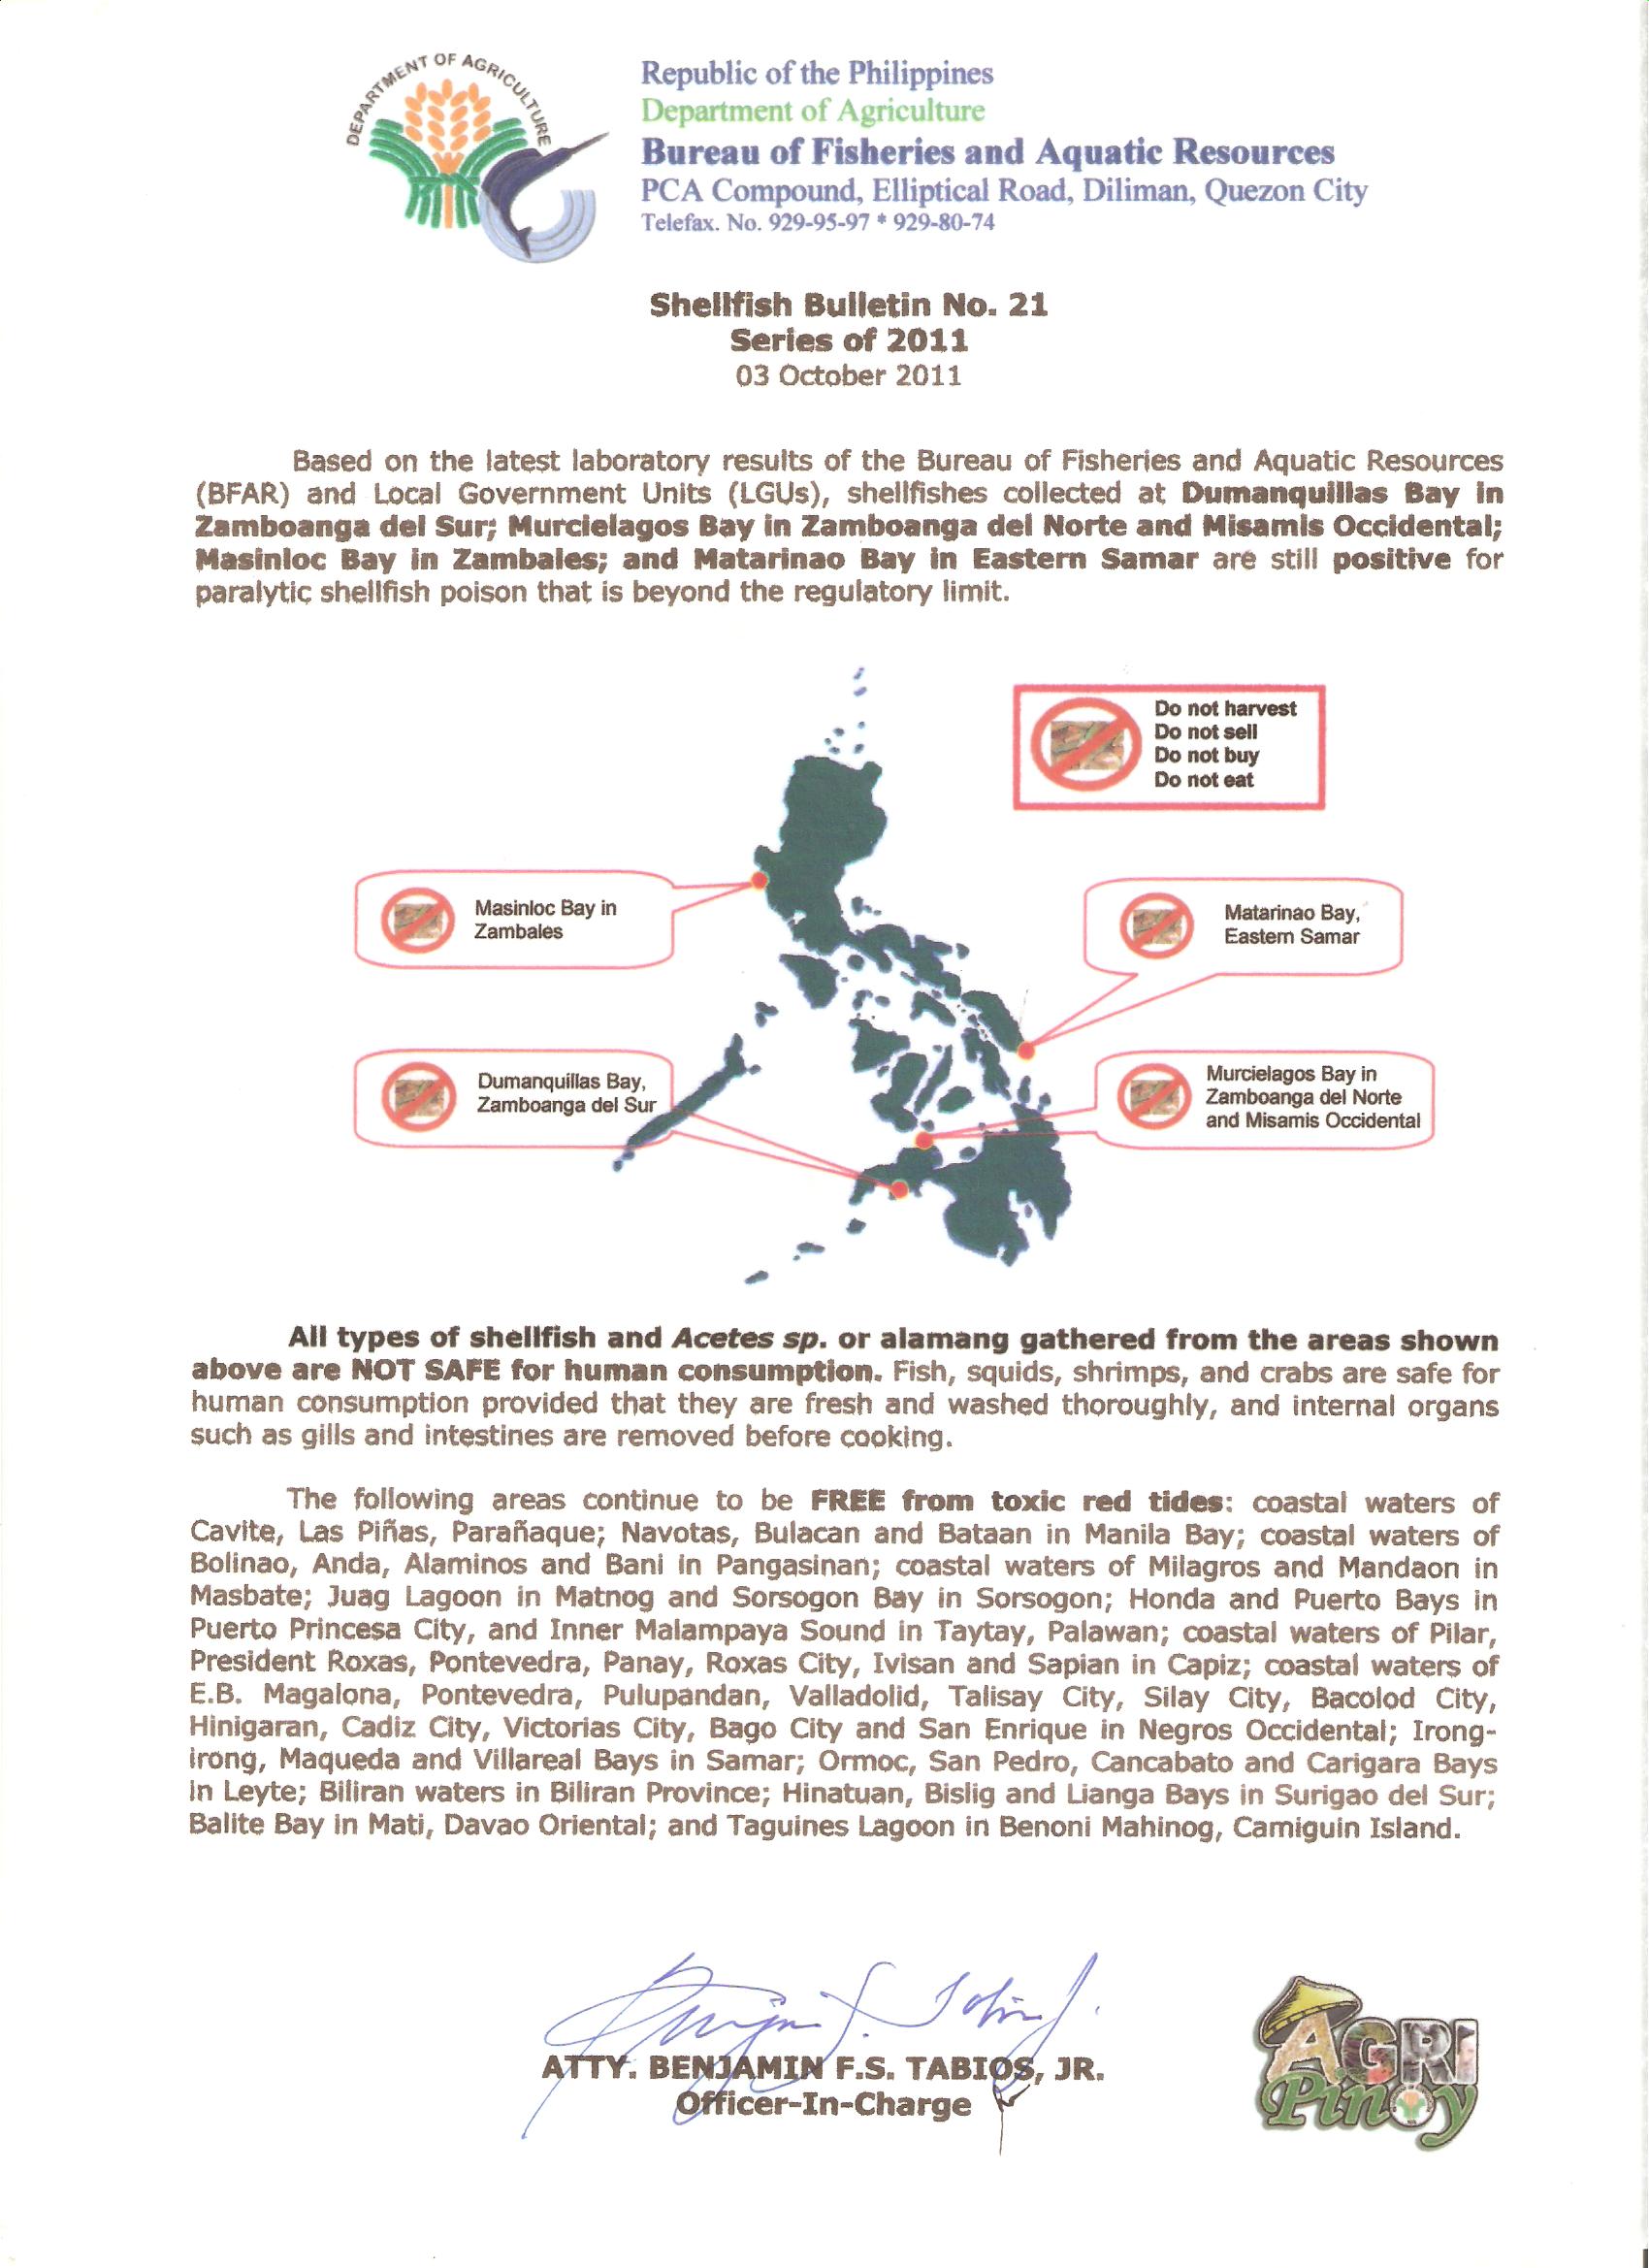 DEPARTMENT OF AGRICULTURE
Republic of the Philippines
Department of Agriculture
Bureau of Fisheries and Aquatic Resources
PCA Compound, Elliptical Road, Diliman, Quezon City
Telefax. No. 929-95-97 * 929-80-74
Shellfish Bulletin No. 21
Series of 2011
03 October 2011
Based on the latest laboratory results of the Bureau of Fisheries and Aquatic Resources
(BFAR) and Local Government Units (LGUs), shellfishes collected at Dumanquillas Bay in
Zamboanga del Sur; Murcielagos Bay in Zamboanga del Norte and Misamis Occidental;
Masinloc Bay in Zambales; and Matarinao Bay in Eastern Samar are still positive for
paralytic shellfish poison that is beyond the regulatory limit.
Do not harvest
Do not sell
Do not buy
Do not eat
Masinloc Bay in
Zambales
Matarinao Bay,
Eastern Samar
Dumanquillas Bay,
Zamboanga del Sur
Murcielagos Bay in
Zamboanga del Norte
and Misamis Occidental
All types of shellfish and Acetes sp. or alamang gathered from the areas shown
above are NOT SAFE for human consumption. Fish, squids, shrimps, and crabs are safe for
human consumption provided that they are fresh and washed thoroughly, and internal organs
such as gills and intestines are removed before cooking.
The following areas continue to be FREE from toxic red tides: coastal waters of
Cavite, Las Piñas, Parañaque; Navotas, Bulacan and Bataan in Manila Bay; coastal waters of
Bolinao, Anda, Alaminos and Bani in Pangasinan; coastal waters of Milagros and Mandaon in
Masbate; Juag Lagoon in Matnog and Sorsogon Bay in Sorsogon; Honda and Puerto Bays in
Puerto Princesa City, and Inner Malampaya Sound in Taytay, Palawan; coastal waters of Pilar,
President Roxas, Pontevedra, Panay, Roxas City, Ivisan and Sapian in Capiz; coastal waters of
E.B. Magalona, Pontevedra, Pulupandan, Valladolid, Talisay City, Silay City, Bacolod City,
Hinigaran, Cadiz City, Victorias City, Bago City and San Enrique in Negros Occidental; Irong-
irong, Maqueda and Villareal Bays in Samar; Ormoc, San Pedro, Cancabato and Carigara Bays
in Leyte; Biliran waters in Biliran Province; Hinatuan, Bislig and Lianga Bays in Surigao del Sur;
Balite Bay in Mati, Davao Oriental; and Taguines Lagoon in Benoni Mahinog, Camiguin Island.
ATTY. BENJAMIN F.S. TABIOS, JR.
Officer-In-Charge
AGRI
Pinoy